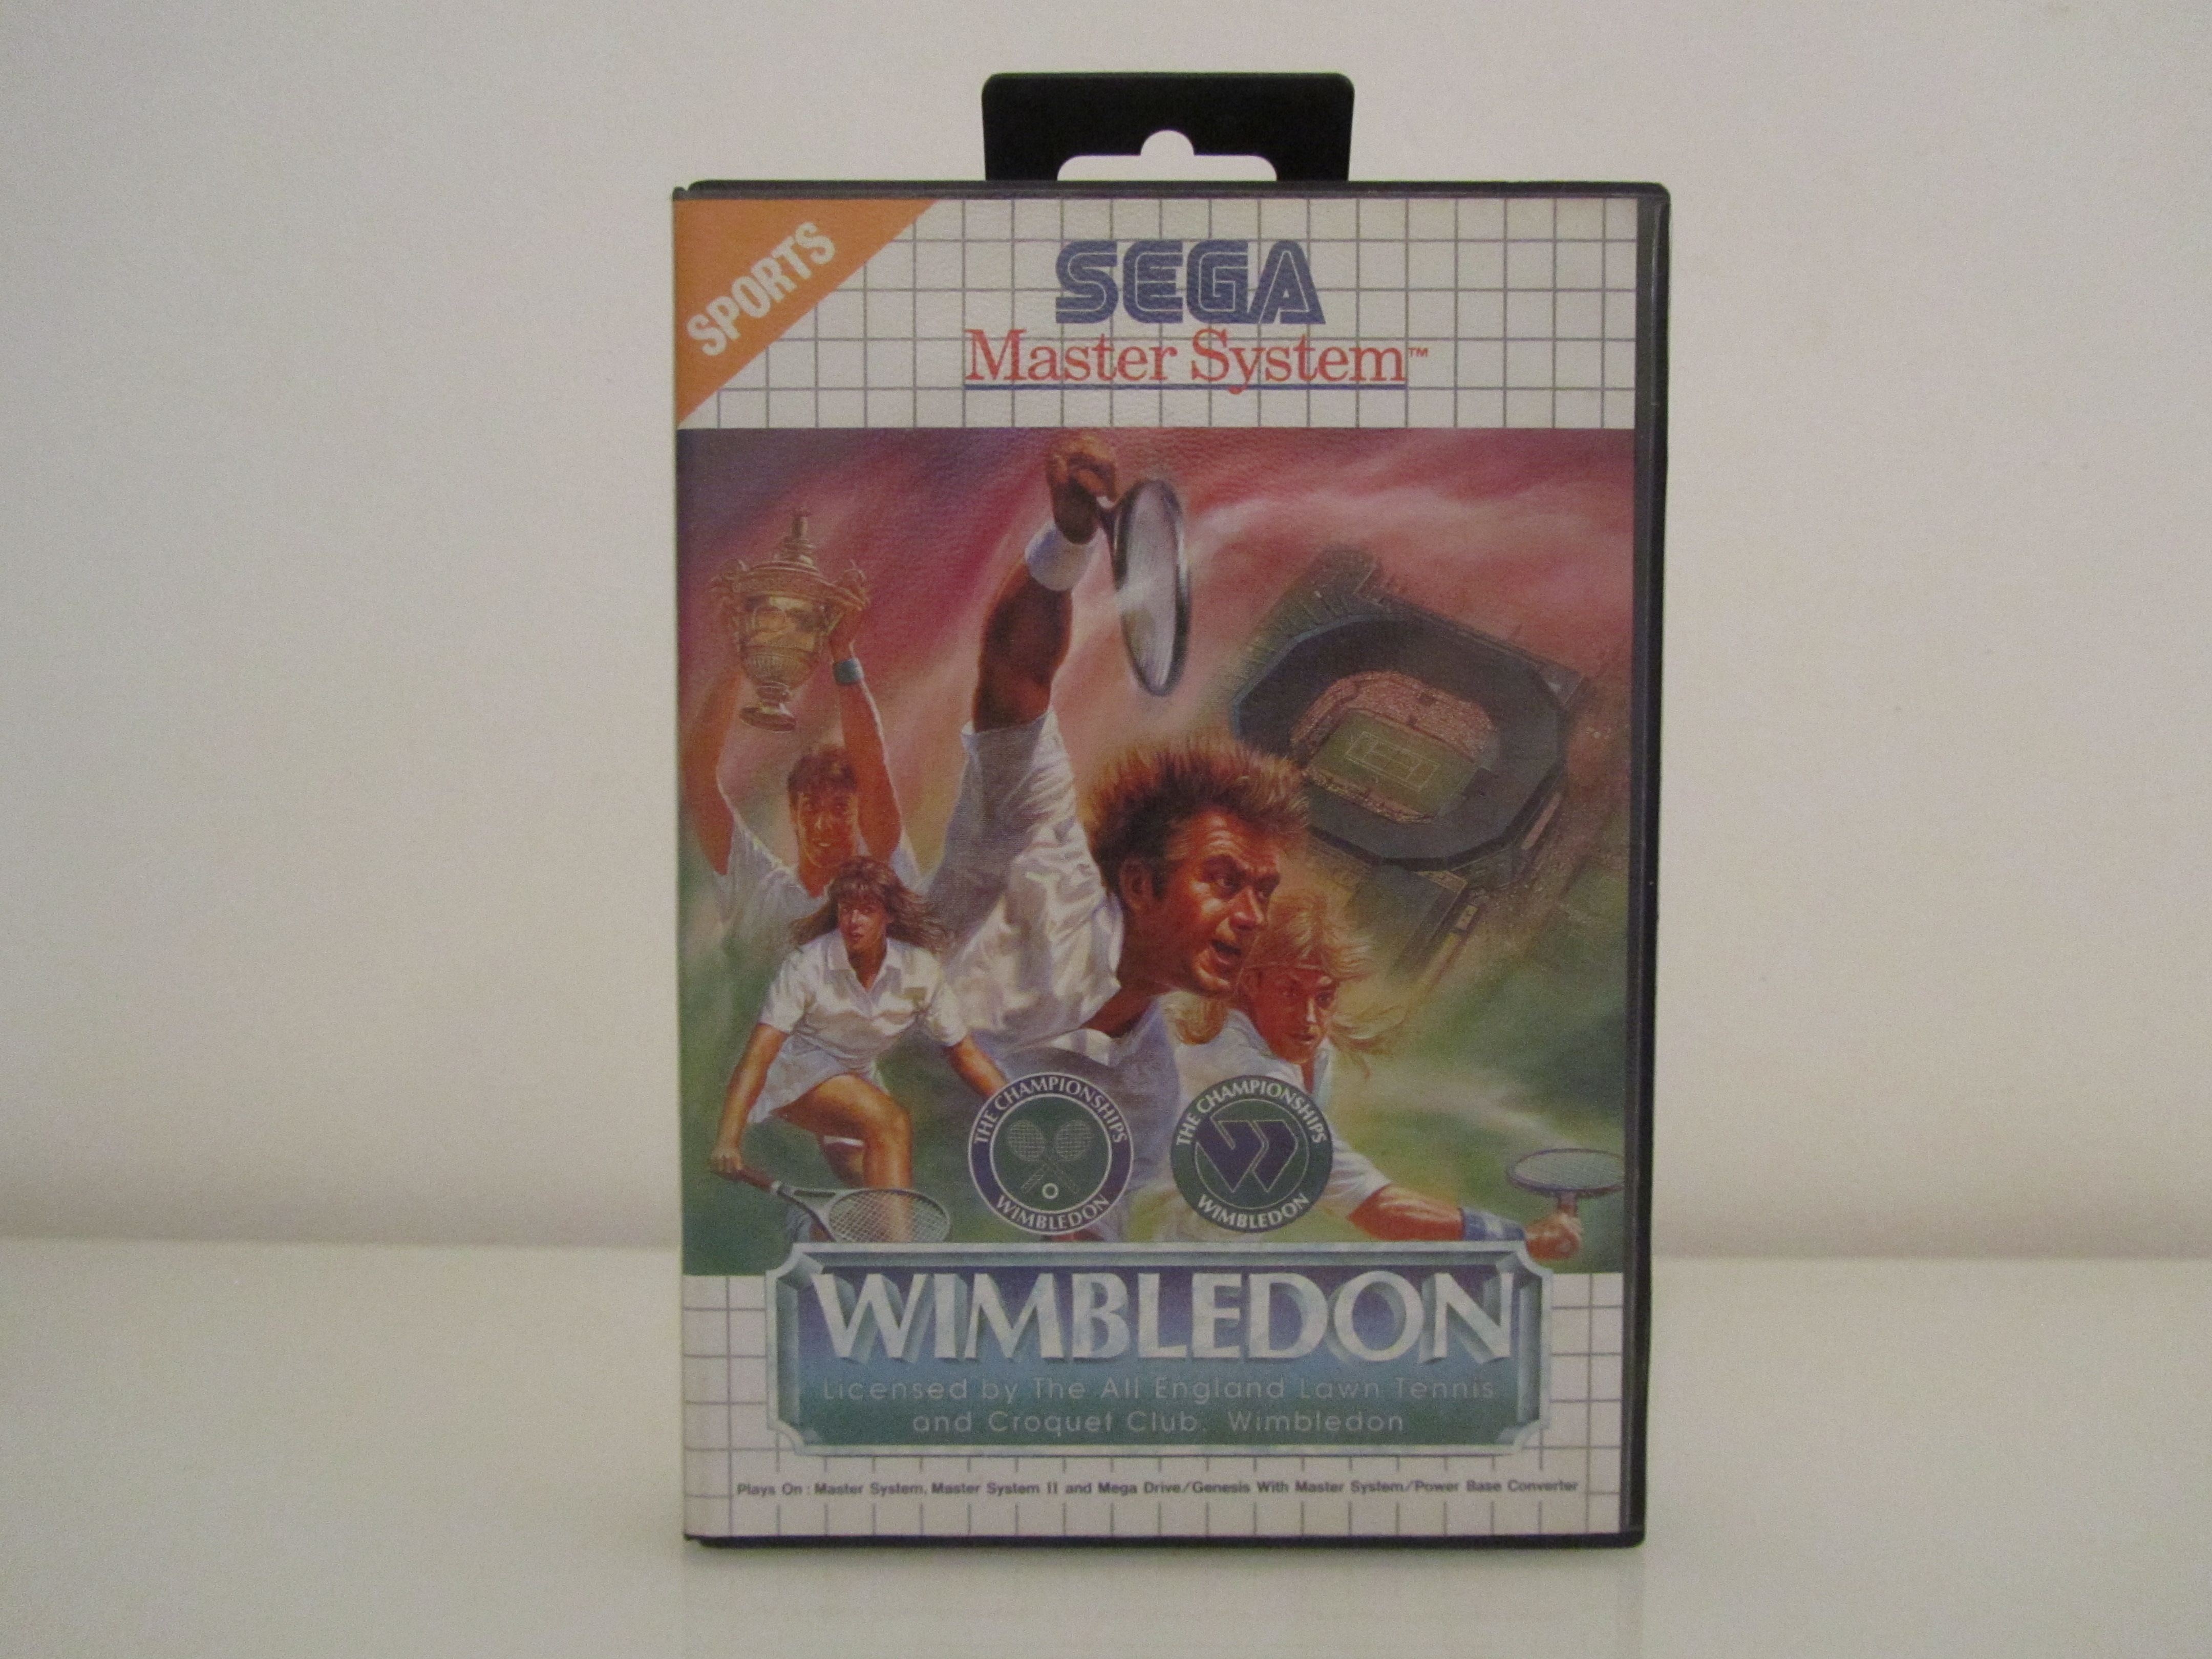 SPORTS
SEGA
Master System™
THE CHAMPIONSHIPS
WIMBLEDON
THE CHAMPIONSHIPS
WIMBLEDON
WIMBLEDON
Licensed by The All England Lawn Tennis
and Croquet Club, Wimbledon
Plays On : Master System, Master System II and Mega Drive/Genesis With Master System/Power Base Converter